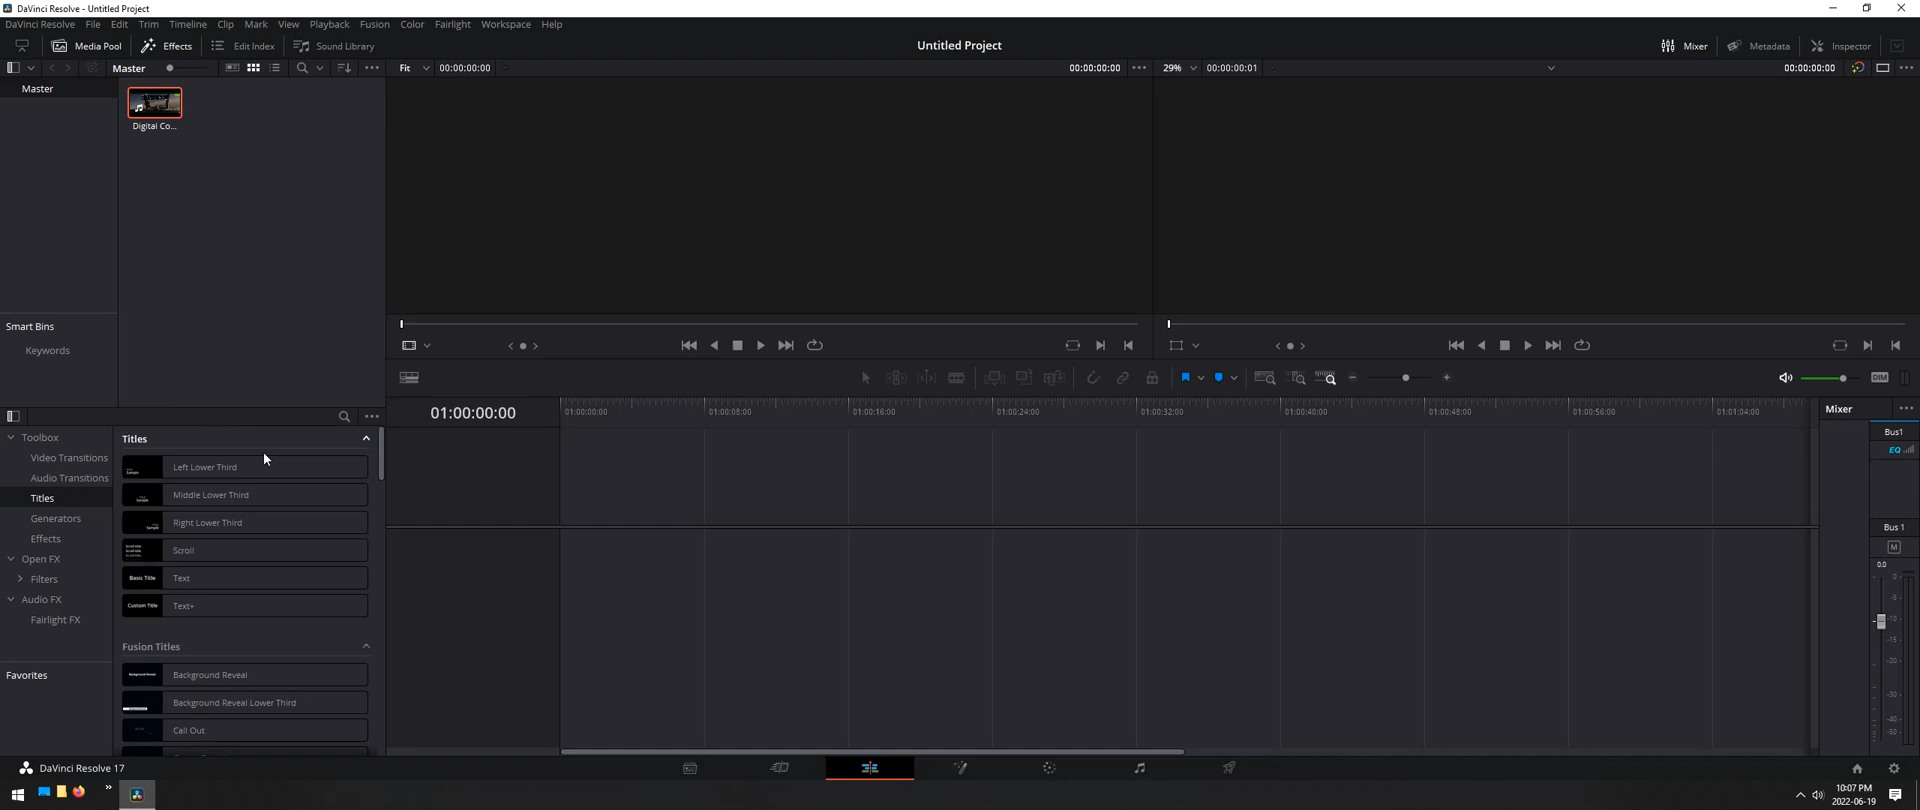 DaVinci Resolve - Untitled Project
DaVinci Resolve File Edit Trim Timeline Clip Mark View Playback Fusion Color Fairlight Workspace Help
Media Pool Effects Edit Index Sound Library Untitled Project Mixer Metadata Inspector
Master Fit 00:00:00:00 00:00:00:00 29% 00:00:00:01 00:00:00:00
Master
Digital Co...
Smart Bins
Keywords
01:00:00:00 01:00:00:00 01:00:08:00 01:00:16:00 01:00:24:00 01:00:32:00 01:00:40:00 01:00:48:00 01:00:56:00 01:01:04:00
DIM
Mixer
Bus1
EQ
Bus 1
M
0.0
0
-5
-10
-15
-20
-30
-40
-50
Toolbox
Video Transitions
Audio Transitions
Titles
Generators
Effects
Open FX
Filters
Audio FX
Fairlight FX
Favorites
Titles
Left Lower Third
Middle Lower Third
Right Lower Third
Scroll
Basic Title Text
Custom Title Text+
Fusion Titles
Background Reveal
Background Reveal Lower Third
Call Out
DaVinci Resolve 17
10:07 PM
2022-06-19